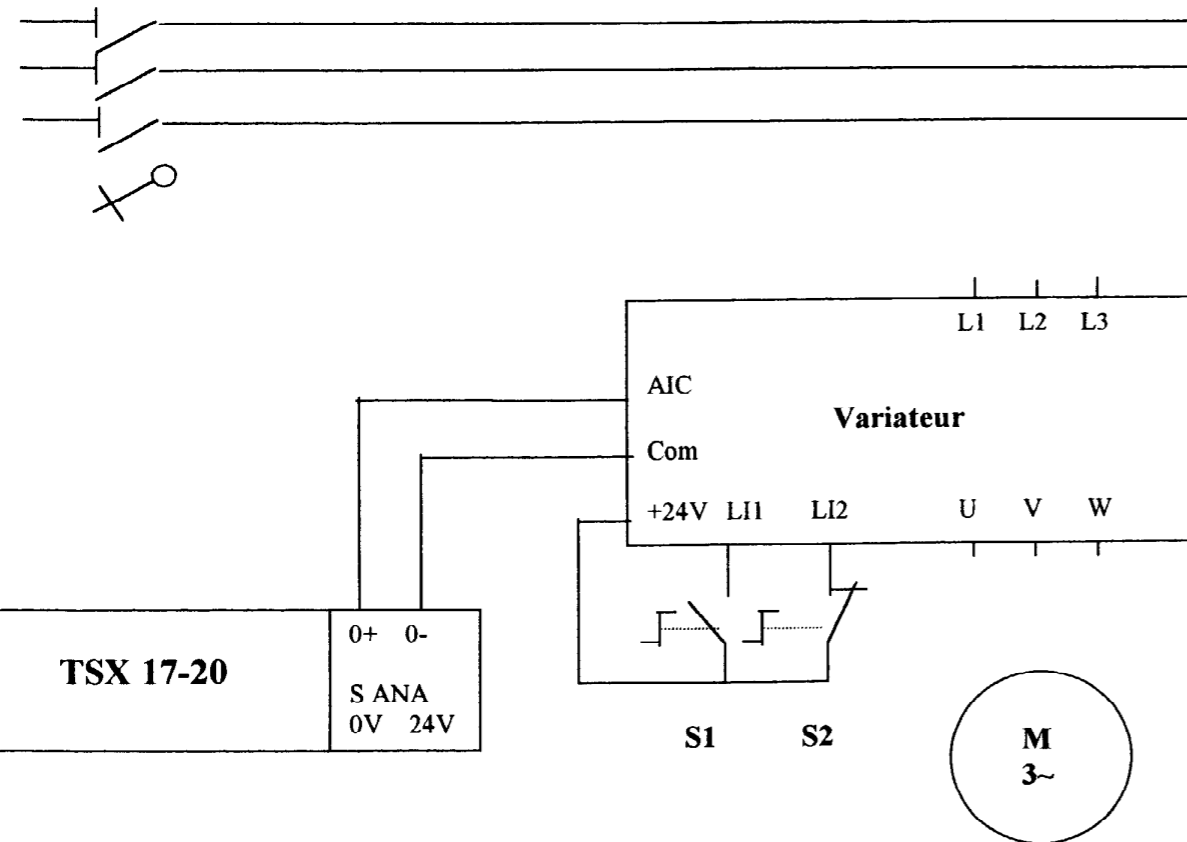 L1 L2 L3
AIC
Variateur
Com
+24V LI1 LI2 U V W
0+ 0-
TSX 17-20
S ANA
0V 24V
S1 S2
M
3~